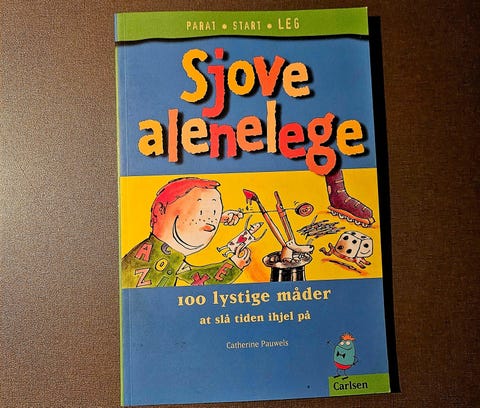 PARAT • START • LEG
Sjove
alenelege
100 lystige måder
at slå tiden ihjel på
Catherine Pauwels
Carlsen